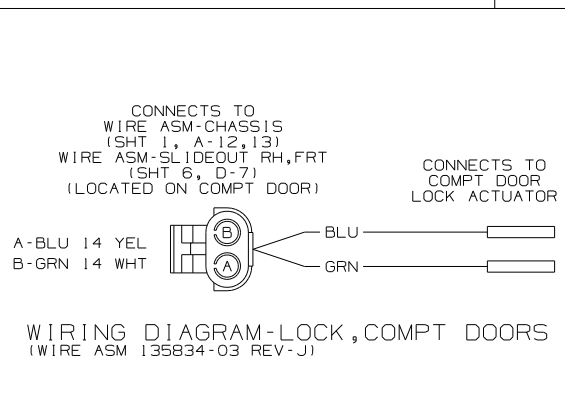 CONNECTS TO
WIRE ASM-CHASSIS
(SHT 1, A-12,13)
WIRE ASM-SLIDEOUT RH,FRT
(SHT 6, D-7)
(LOCATED ON COMPT DOOR)
CONNECTS TO
COMPT DOOR
LOCK ACTUATOR
A-BLU 14 YEL
B-GRN 14 WHT
B
A
BLU
GRN
WIRING DIAGRAM-LOCK,COMPT DOORS
(WIRE ASM 135834-03 REV-J)